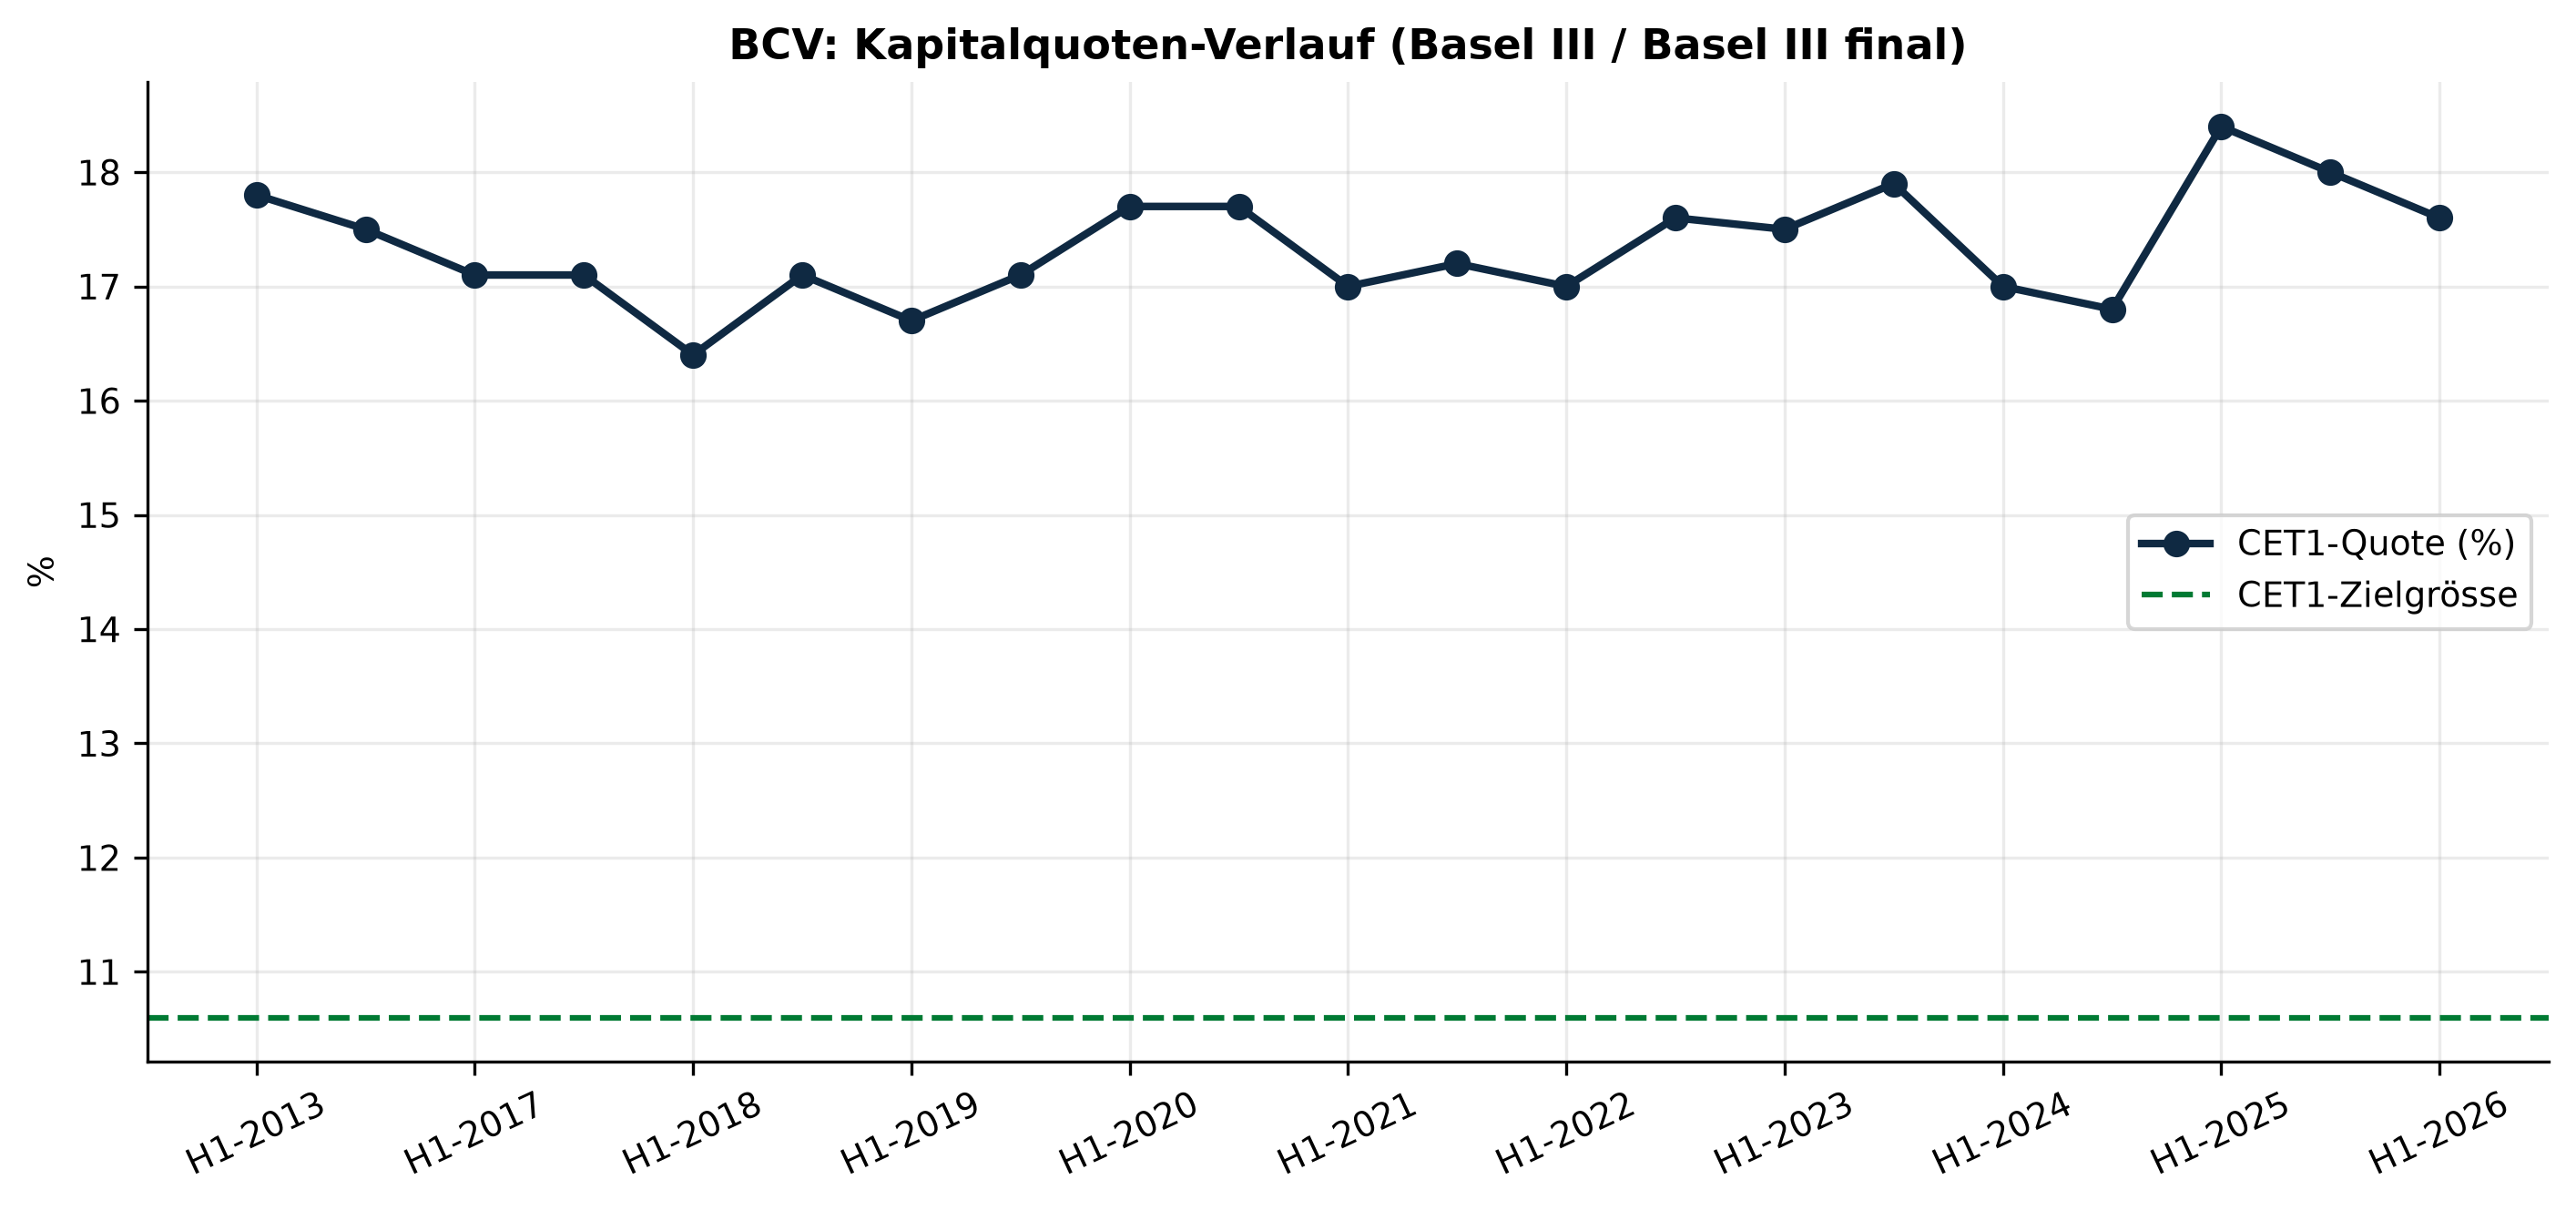 BCV: Kapitalquoten-Verlauf (Basel III / Basel III final)
%
18
17
16
15
14
13
12
11
CET1-Quote (%)
CET1-Zielgrösse
H1-2013
H1-2017
H1-2018
H1-2019
H1-2020
H1-2021
H1-2022
H1-2023
H1-2024
H1-2025
H1-2026